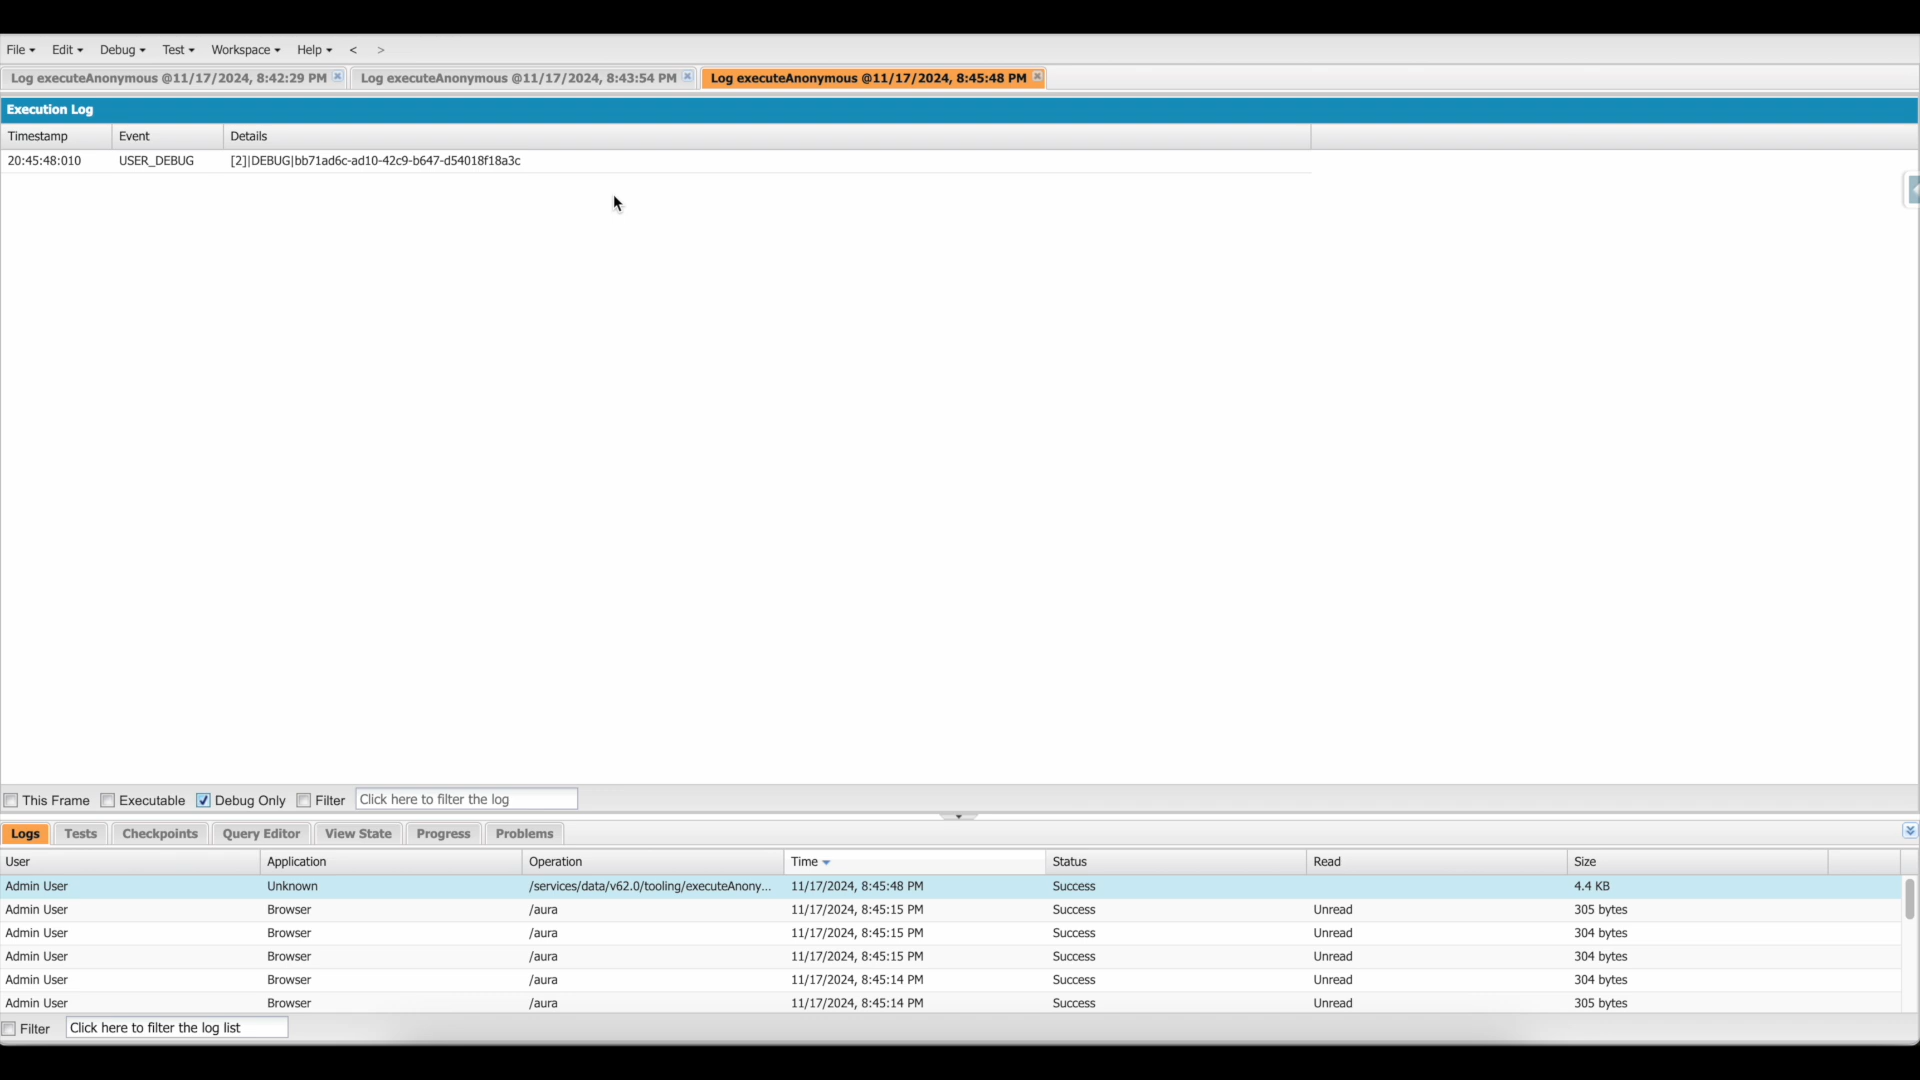 File Edit Debug Test Workspace Help < >
Log executeAnonymous @11/17/2024, 8:42:29 PM Log executeAnonymous @11/17/2024, 8:43:54 PM Log executeAnonymous @11/17/2024, 8:45:48 PM
Execution Log
Timestamp Event Details
20:45:48:010 USER_DEBUG [2]|DEBUG|bb71ad6c-ad10-42c9-b647-d54018f18a3c
This Frame Executable Debug Only Filter Click here to filter the log
Logs Tests Checkpoints Query Editor View State Progress Problems
User Application Operation Time Status Read Size
Admin User Unknown /services/data/v62.0/tooling/executeAnony... 11/17/2024, 8:45:48 PM Success 4.4 KB
Admin User Browser /aura 11/17/2024, 8:45:15 PM Success Unread 305 bytes
Admin User Browser /aura 11/17/2024, 8:45:15 PM Success Unread 304 bytes
Admin User Browser /aura 11/17/2024, 8:45:15 PM Success Unread 304 bytes
Admin User Browser /aura 11/17/2024, 8:45:14 PM Success Unread 304 bytes
Admin User Browser /aura 11/17/2024, 8:45:14 PM Success Unread 305 bytes
Filter Click here to filter the log list